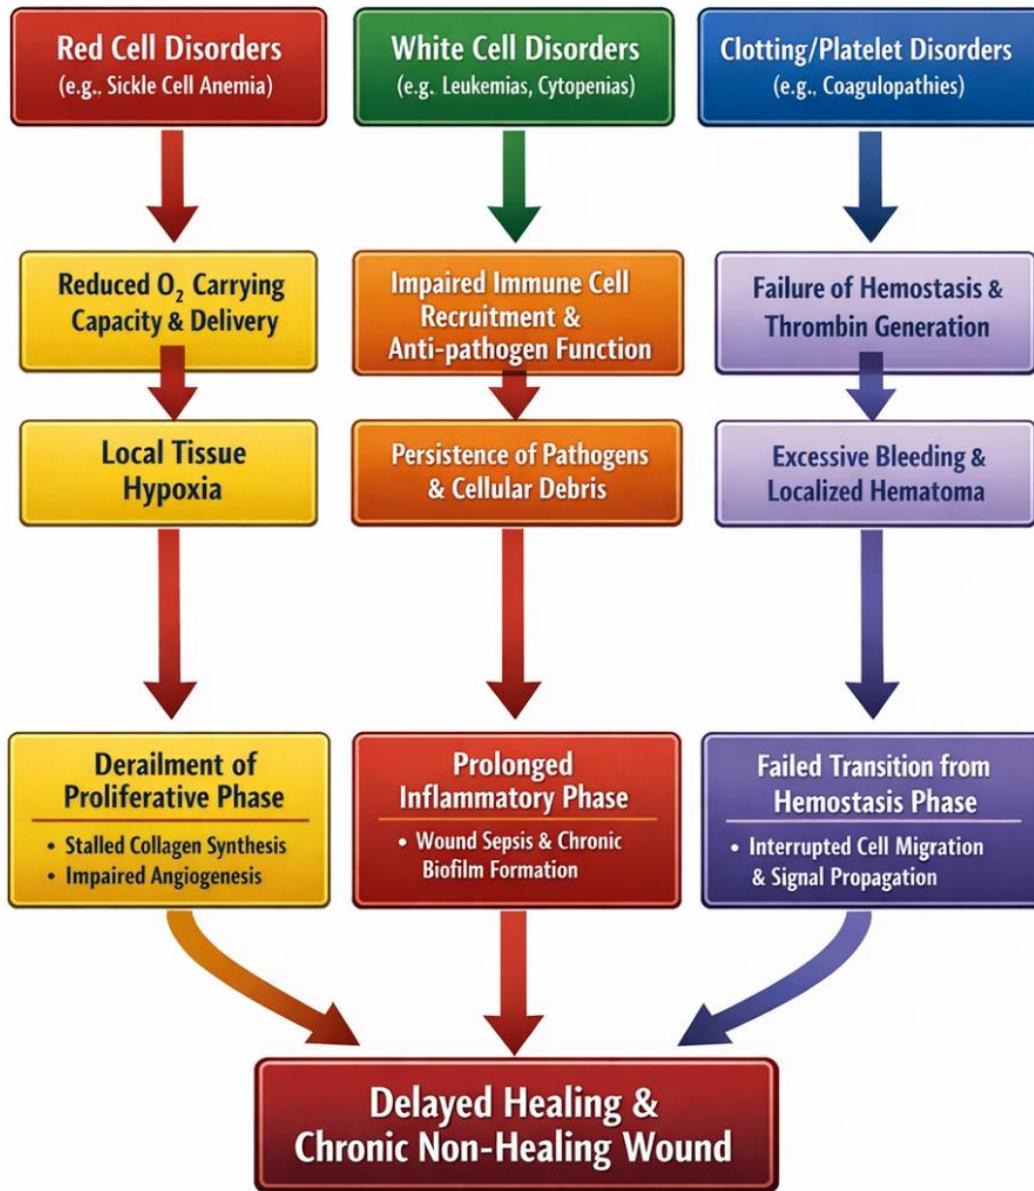 Red Cell Disorders
(e.g., Sickle Cell Anemia)
White Cell Disorders
(e.g., Leukemias, Cytopenias)
Clotting/Platelet Disorders
(e.g., Coagulopathies)
Reduced O₂ Carrying
Capacity & Delivery
Impaired Immune Cell
Recruitment &
Anti-pathogen Function
Failure of Hemostasis &
Thrombin Generation
Local Tissue
Hypoxia
Persistence of Pathogens
& Cellular Debris
Excessive Bleeding &
Localized Hematoma
Derailment of
Proliferative Phase
• Stalled Collagen Synthesis
• Impaired Angiogenesis
Prolonged
Inflammatory Phase
• Wound Sepsis & Chronic
Biofilm Formation
Failed Transition from
Hemostasis Phase
• Interrupted Cell Migration
& Signal Propagation
Delayed Healing &
Chronic Non-Healing Wound